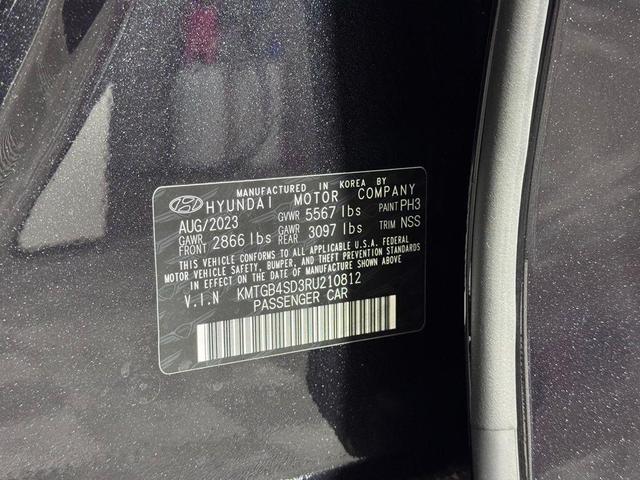 MANUFACTURED IN KOREA BY
HYUNDAI MOTOR COMPANY
AUG/2023 GVWR 5567 lbs PAINT PH3
GAWR FRONT 2866 lbs GAWR REAR 3097 lbs TRIM NSS
THIS VEHICLE CONFORMS TO ALL APPLICABLE U.S.A. FEDERAL
MOTOR VEHICLE SAFETY, BUMPER, AND THEFT PREVENTION STANDARDS
IN EFFECT ON THE DATE OF MANUFACTURE SHOWN ABOVE.
V.I.N KMTGB4SD3RU210812
PASSENGER CAR